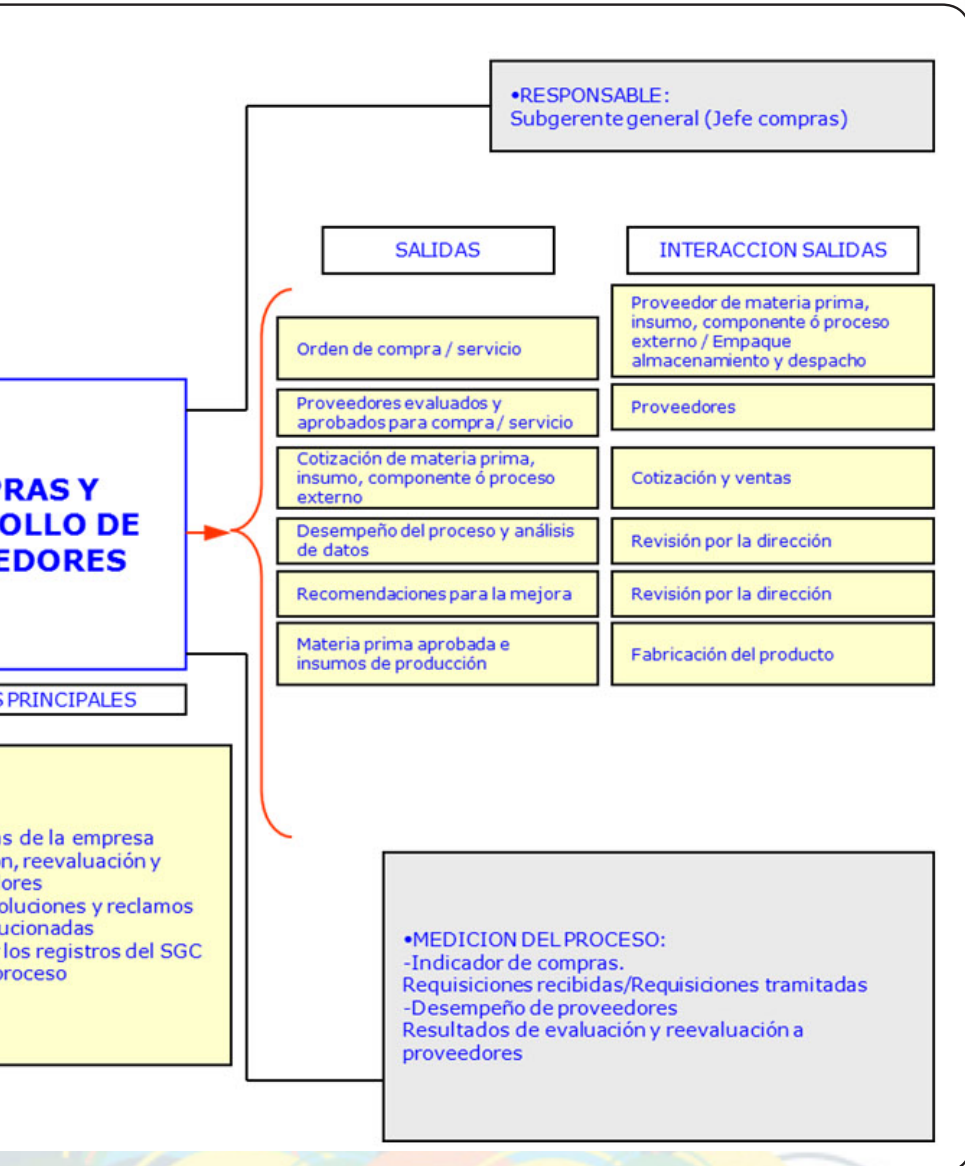 •RESPONSABLE:
Subgerente general (Jefe compras)
SALIDAS
INTERACCION SALIDAS
Orden de compra / servicio
Proveedor de materia prima,
insumo, componente ó proceso
externo / Empaque
almacenamiento y despacho
Proveedores evaluados y
aprobados para compra / servicio
Proveedores
Cotización de materia prima,
insumo, componente ó proceso
externo
Cotización y ventas
Desempeño del proceso y análisis
de datos
Revisión por la dirección
Recomendaciones para la mejora
Revisión por la dirección
Materia prima aprobada e
insumos de producción
Fabricación del producto
PRAS Y
OLLO DE
EEDORES
S PRINCIPALES
as de la empresa
ón, reevaluación y
dores
oluciones y reclamos
ucionadas
los registros del SGC
proceso
•MEDICION DEL PROCESO:
-Indicador de compras.
Requisiciones recibidas/Requisiciones tramitadas
-Desempeño de proveedores
Resultados de evaluación y reevaluación a
proveedores